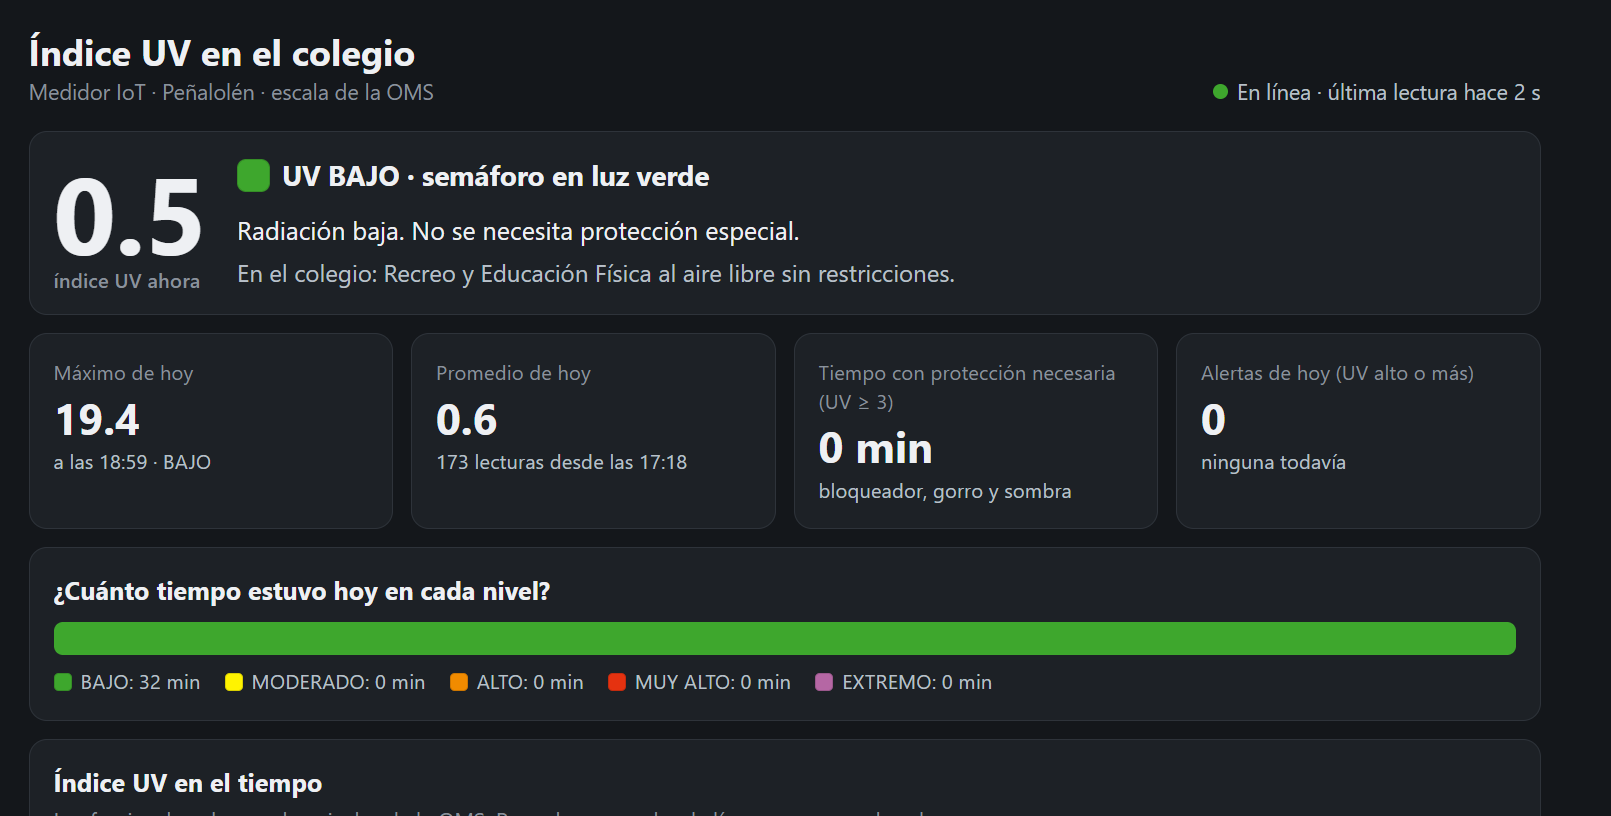 Índice UV en el colegio
Medidor IoT · Peñalolén · escala de la OMS
En línea · última lectura hace 2 s
0.5
índice UV ahora
UV BAJO · semáforo en luz verde
Radiación baja. No se necesita protección especial.
En el colegio: Recreo y Educación Física al aire libre sin restricciones.
Máximo de hoy
19.4
a las 18:59 · BAJO
Promedio de hoy
0.6
173 lecturas desde las 17:18
Tiempo con protección necesaria
(UV ≥ 3)
0 min
bloqueador, gorro y sombra
Alertas de hoy (UV alto o más)
0
ninguna todavía
¿Cuánto tiempo estuvo hoy en cada nivel?
BAJO: 32 min
MODERADO: 0 min
ALTO: 0 min
MUY ALTO: 0 min
EXTREMO: 0 min
Índice UV en el tiempo